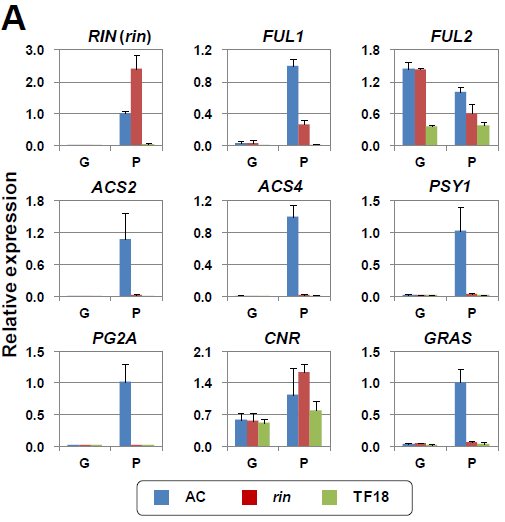 A
RIN (rin) FUL1 FUL2
3.0 1.2 1.8
2.0 0.8 1.2
1.0 0.4 0.6
0.0 0.0 0.0
G P G P G P
ACS2 ACS4 PSY1
1.8 1.2 1.5
1.2 0.8 1.0
0.6 0.4 0.5
0.0 0.0 0.0
G P G P G P
PG2A CNR GRAS
1.5 2.1 1.5
1.0 1.4 1.0
0.5 0.7 0.5
0.0 0.0 0.0
G P G P G P
Relative expression
AC rin TF18